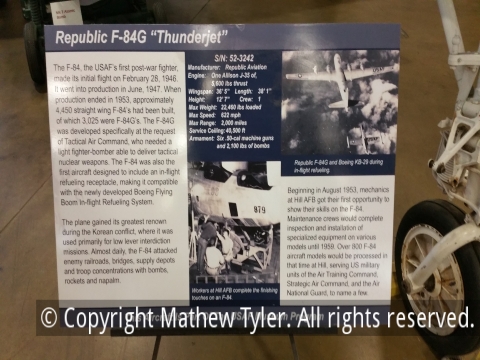 Republic F-84G "Thunderjet"
The F-84, the USAF's first post-war fighter,
made its initial flight on February 28, 1946.
It went into production in June, 1947. When
production ended in 1953, approximately
4,450 straight wing F-84's had been built,
of which 3,025 were F-84G's. The F-84G
was developed specifically at the request
of Tactical Air Command, who needed a
light fighter-bomber able to deliver tactical
nuclear weapons. The F-84 was also the
first aircraft designed to include an in-flight
refueling receptacle, making it compatible
with the newly developed Boeing Flying
Boom In-flight Refueling System.
The plane gained its greatest renown
during the Korean conflict, where it was
used primarily for low lever interdiction
missions. Almost daily, the F-84 attacked
enemy railroads, bridges, supply depots
and troop concentrations with bombs,
rockets and napalm.
S/N: 52-3242
Manufacturer: Republic Aviation
Engine: One Allison J-35 of,
5,600 lbs thrust
Wingspan: 36' 5" Length: 38' 1"
Height: 12' 7" Crew: 1
Max Weight: 22,460 lbs loaded
Max Speed: 622 mph
Max Range: 2,000 miles
Service Ceiling: 40,500 ft
Armament: Six .50-cal machine guns
and 2,100 lbs of bombs
979
Workers at Hill AFB complete the finishing
touches on an F-84.
Republic F-84G and Boeing KB-29 during
in-flight refueling.
Beginning in August 1953, mechanics
at Hill AFB got their first opportunity to
show their skills on the F-84.
Maintenance crews would complete
inspection and installation of
specialized equipment on various
models until 1959. Over 800 F-84
aircraft models would be processed in
that time at Hill, serving US military
units of the Air Training Command,
Strategic Air Command, and the Air
National Guard, to name a few.
© Copyright Mathew Tyler. All rights reserved.